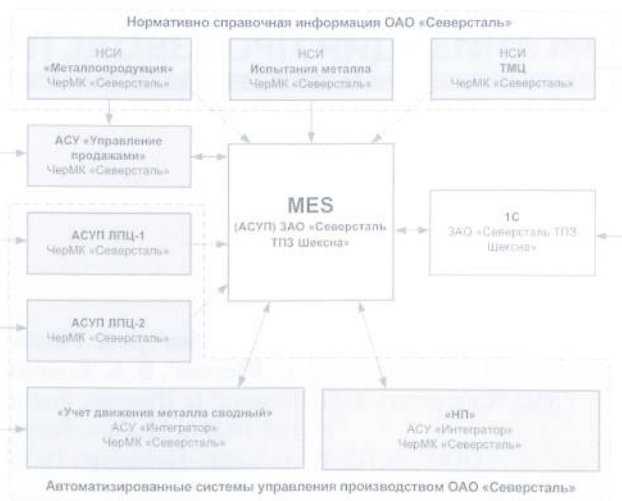 Нормативно справочная информация ОАО «Северсталь»
НСИ
«Металлопродукция»
ЧерМК «Северсталь»
НСИ
Испытания металла
ЧерМК «Северсталь»
НСИ
ТМЦ
ЧерМК «Северсталь»
АСУ «Управление
продажами»
ЧерМК «Северсталь»
MES
(АСУП) ЗАО «Северсталь
ТПЗ Шексна»
1С
ЗАО «Северсталь ТПЗ
Шексна»
АСУП ЛПЦ-1
ЧерМК «Северсталь»
АСУП ЛПЦ-2
ЧерМК «Северсталь»
«Учет движения металла сводный»
АСУ «Интегратор»
ЧерМК «Северсталь»
«НП»
АСУ «Интегратор»
ЧерМК «Северсталь»
Автоматизированные системы управления производством ОАО «Северсталь»